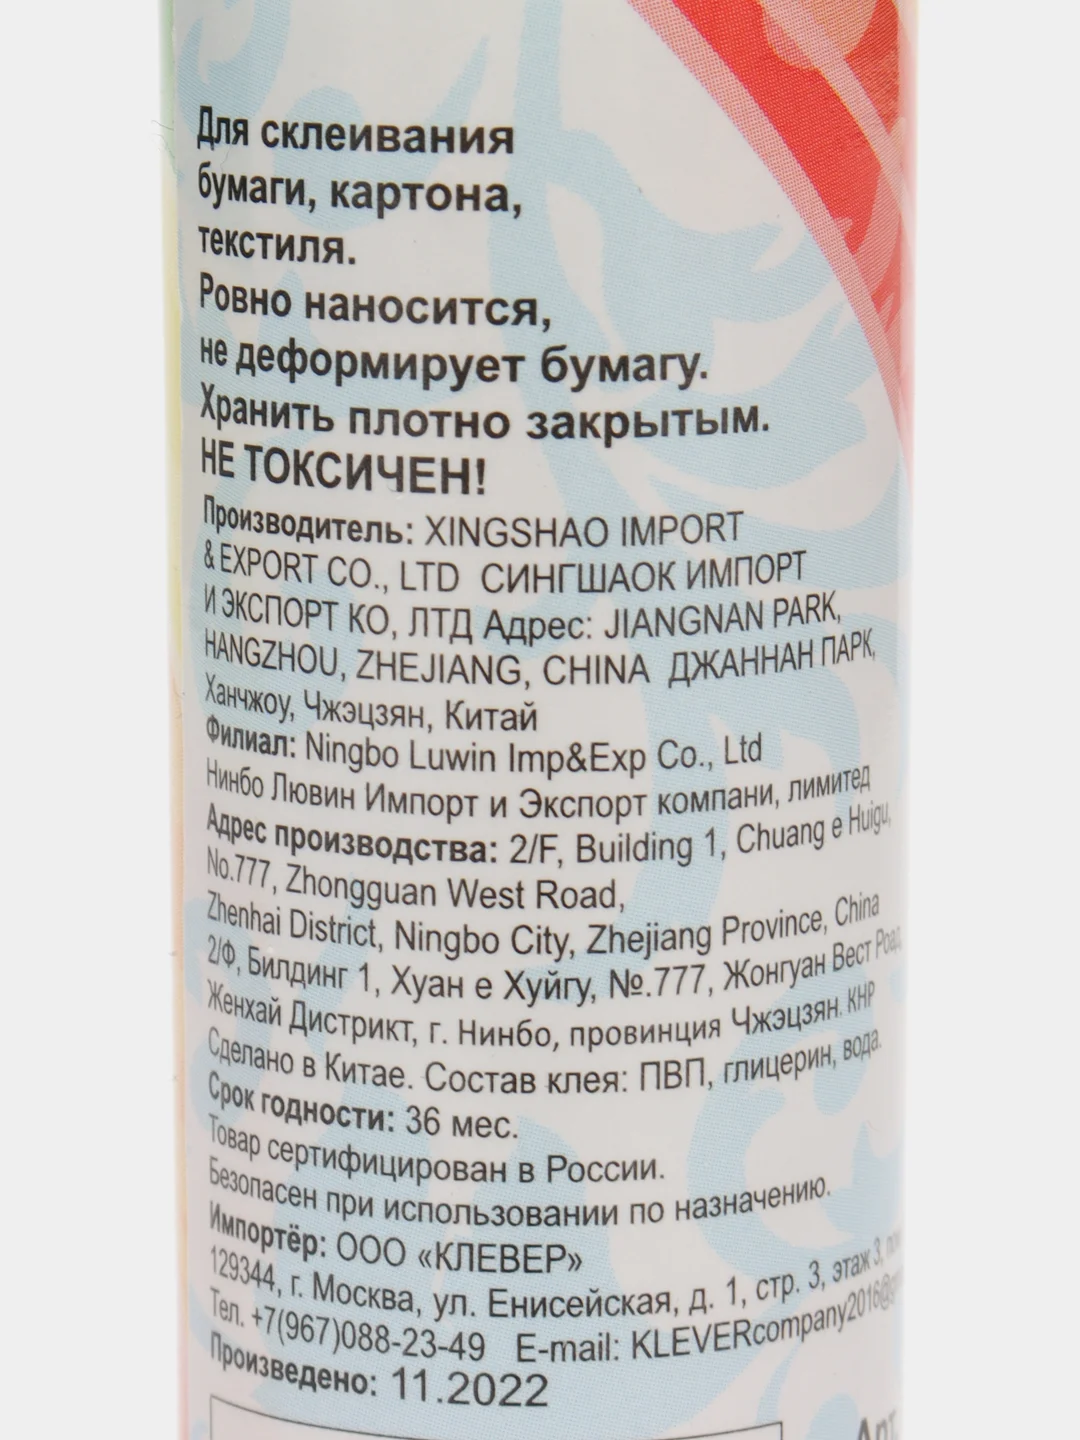 Для склеивания
бумаги, картона,
текстиля.
Ровно наносится,
не деформирует бумагу.
Хранить плотно закрытым.
НЕ ТОКСИЧЕН!
Производитель: XINGSHAO IMPORT
& EXPORT CO., LTD СИНГШАОК ИМПОРТ
И ЭКСПОРТ КО, ЛТД Адрес: JIANGNAN PARK,
HANGZHOU, ZHEJIANG, CHINA ДЖАННАН ПАРК,
Ханчжоу, Чжэцзян, Китай
Филиал: Ningbo Luwin Imp&Exp Co., Ltd
Нинбо Лювин Импорт и Экспорт компани, лимитед
Адрес производства: 2/F, Building 1, Chuang e Huigu,
No.777, Zhongguan West Road,
Zhenhai District, Ningbo City, Zhejiang Province, China
2/Ф, Билдинг 1, Хуан е Хуйгу, №.777, Жонгуан Вест Роад,
Женхай Дистрикт, г. Нинбо, провинция Чжэцзян. КНР
Сделано в Китае. Состав клея: ПВП, глицерин, вода.
Срок годности: 36 мес.
Товар сертифицирован в России.
Безопасен при использовании по назначению.
Импортёр: ООО «КЛЕВЕР»
129344, г. Москва, ул. Енисейская, д. 1, стр. 3, этаж 3,
Тел. +7(967)088-23-49 E-mail: KLEVERcompany2016@
Произведено: 11.2022
Арт.